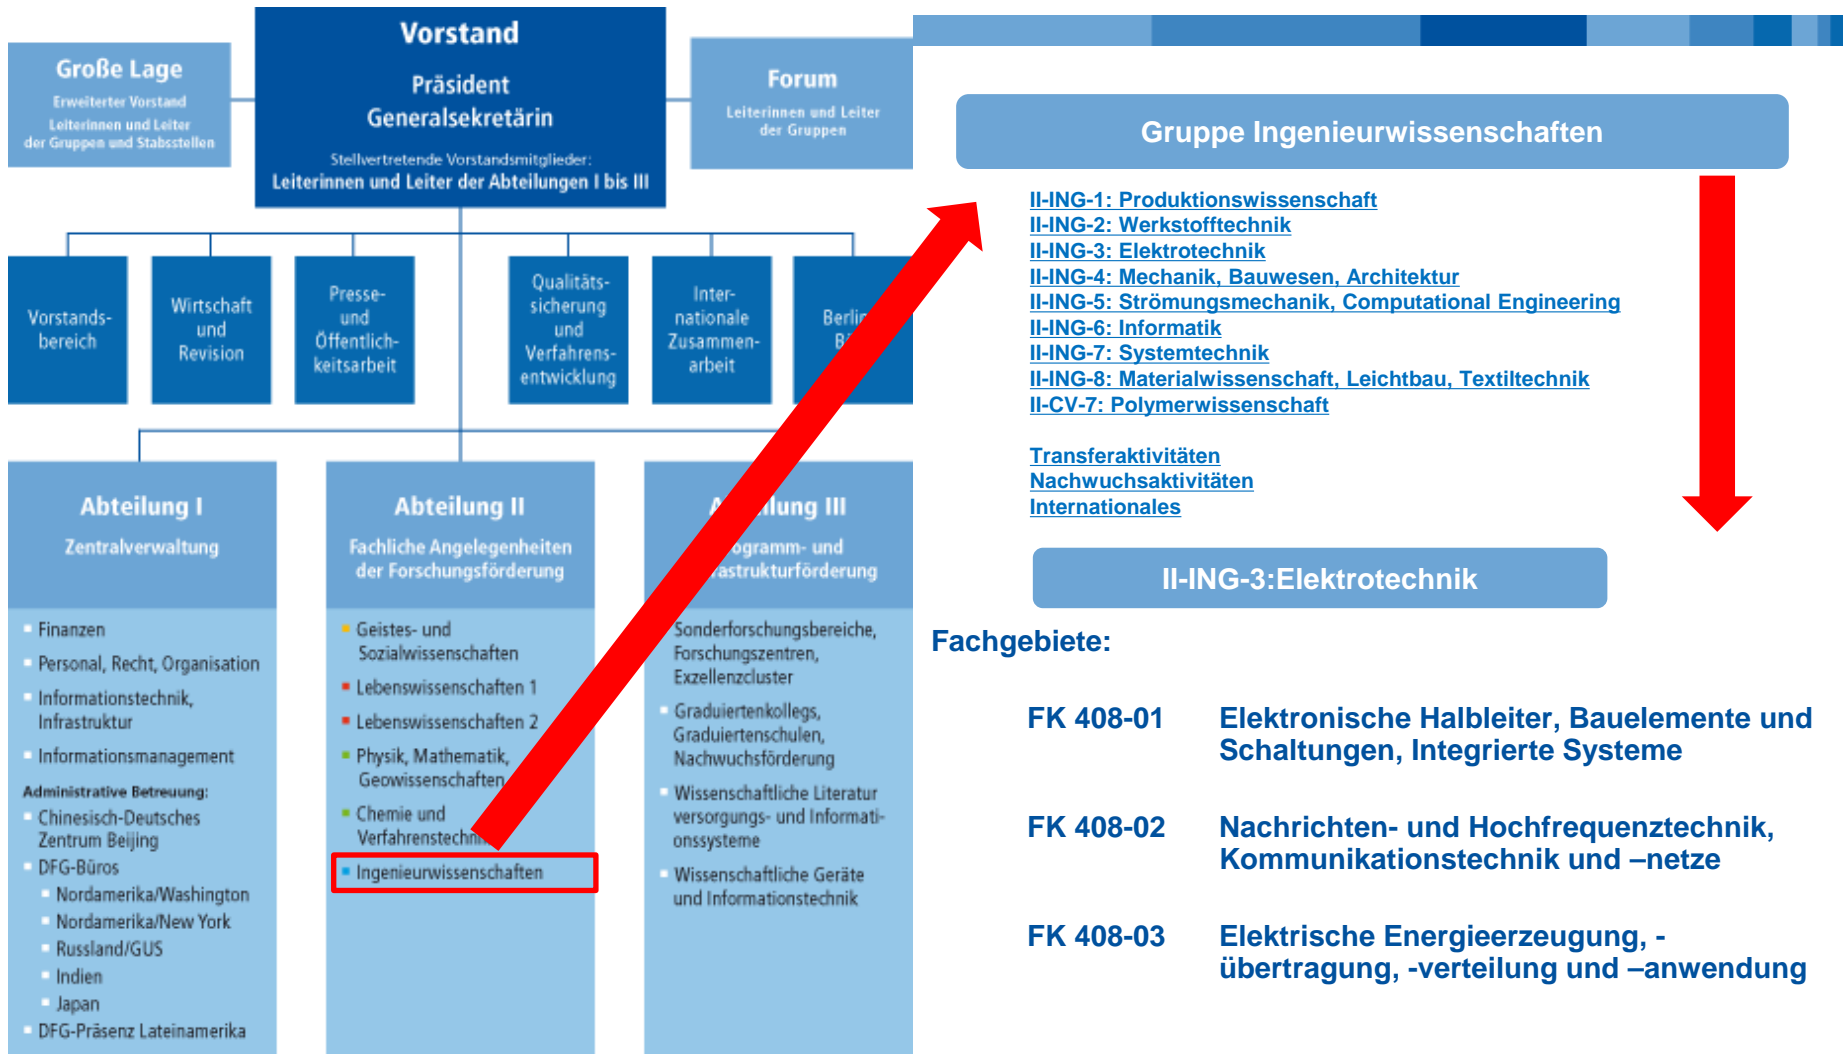 Große Lage
Erweiterter Vorstand
Leiterinnen und Leiter
der Gruppen und Stabsstellen
Vorstand
Präsident
Generalsekretärin
Stellvertretende Vorstandsmitglieder:
Leiterinnen und Leiter der Abteilungen I bis III
Forum
Leiterinnen und Leiter
der Gruppen
Vorstands-
bereich
Wirtschaft
und
Revision
Presse-
und
Öffentlich-
keitsarbeit
Qualitäts-
sicherung
und
Verfahrens-
entwicklung
Inter-
nationale
Zusammen-
arbeit
Berlin
Abteilung I
Zentralverwaltung
Finanzen
Personal, Recht, Organisation
Informationstechnik,
Infrastruktur
Informationsmanagement
Administrative Betreuung:
Chinesisch-Deutsches
Zentrum Beijing
DFG-Büros
Nordamerika/Washington
Nordamerika/New York
Russland/GUS
Indien
Japan
DFG-Präsenz Lateinamerika
Abteilung II
Fachliche Angelegenheiten
der Forschungsförderung
Geistes- und
Sozialwissenschaften
Lebenswissenschaften 1
Lebenswissenschaften 2
Physik, Mathematik,
Geowissenschaften
Chemie und
Verfahrenstechnik
Ingenieurwissenschaften
III
und
Sonderforschungsbereiche,
Forschungszentren,
Exzellenzcluster
Graduiertenkollegs,
Graduiertenschulen,
Nachwuchsförderung
Wissenschaftliche Literatur
versorgungs- und Informati-
onssysteme
Wissenschaftliche Geräte
und Informationstechnik
Gruppe Ingenieurwissenschaften
II-ING-1: Produktionswissenschaft
II-ING-2: Werkstofftechnik
II-ING-3: Elektrotechnik
II-ING-4: Mechanik, Bauwesen, Architektur
II-ING-5: Strömungsmechanik, Computational Engineering
II-ING-6: Informatik
II-ING-7: Systemtechnik
II-ING-8: Materialwissenschaft, Leichtbau, Textiltechnik
II-CV-7: Polymerwissenschaft
Transferaktivitäten
Nachwuchsaktivitäten
Internationales
II-ING-3:Elektrotechnik
Fachgebiete:
FK 408-01 Elektronische Halbleiter, Bauelemente und
Schaltungen, Integrierte Systeme
FK 408-02 Nachrichten- und Hochfrequenztechnik,
Kommunikationstechnik und –netze
FK 408-03 Elektrische Energieerzeugung, -
übertragung, -verteilung und –anwendung